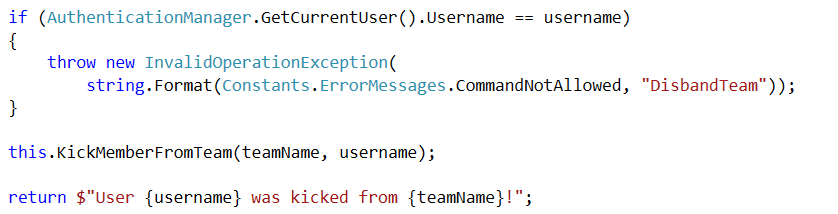 if (AuthenticationManager.GetCurrentUser().Username == username)
{
    throw new InvalidOperationException(
        string.Format(Constants.ErrorMessages.CommandNotAllowed, "DisbandTeam"));
}
this.KickMemberFromTeam(teamName, username);
return $"User {username} was kicked from {teamName}!";